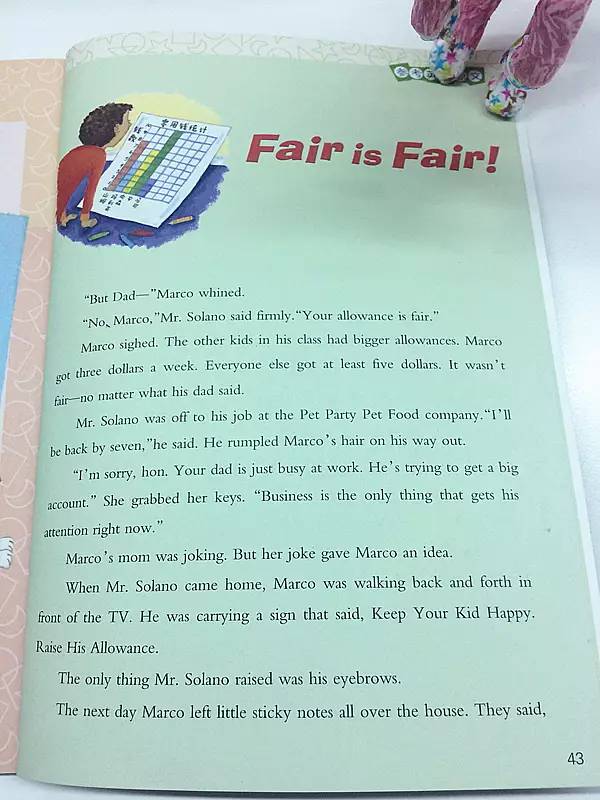 Fair is Fair!
零用钱统计
“But Dad—”Marco whined.
“No、Marco,”Mr. Solano said firmly.“Your allowance is fair.”
Marco sighed. The other kids in his class had bigger allowances. Marco
got three dollars a week. Everyone else got at least five dollars. It wasn't
fair—no matter what his dad said.
Mr. Solano was off to his job at the Pet Party Pet Food company.“I'll
be back by seven,”he said. He rumpled Marco's hair on his way out.
“I'm sorry, hon. Your dad is just busy at work. He's trying to get a big
account.” She grabbed her keys. “Business is the only thing that gets his
attention right now.”
Marco's mom was joking. But her joke gave Marco an idea.
When Mr. Solano came home, Marco was walking back and forth in
front of the TV. He was carrying a sign that said, Keep Your Kid Happy.
Raise His Allowance.
The only thing Mr. Solano raised was his eyebrows.
The next day Marco left little sticky notes all over the house. They said,
43